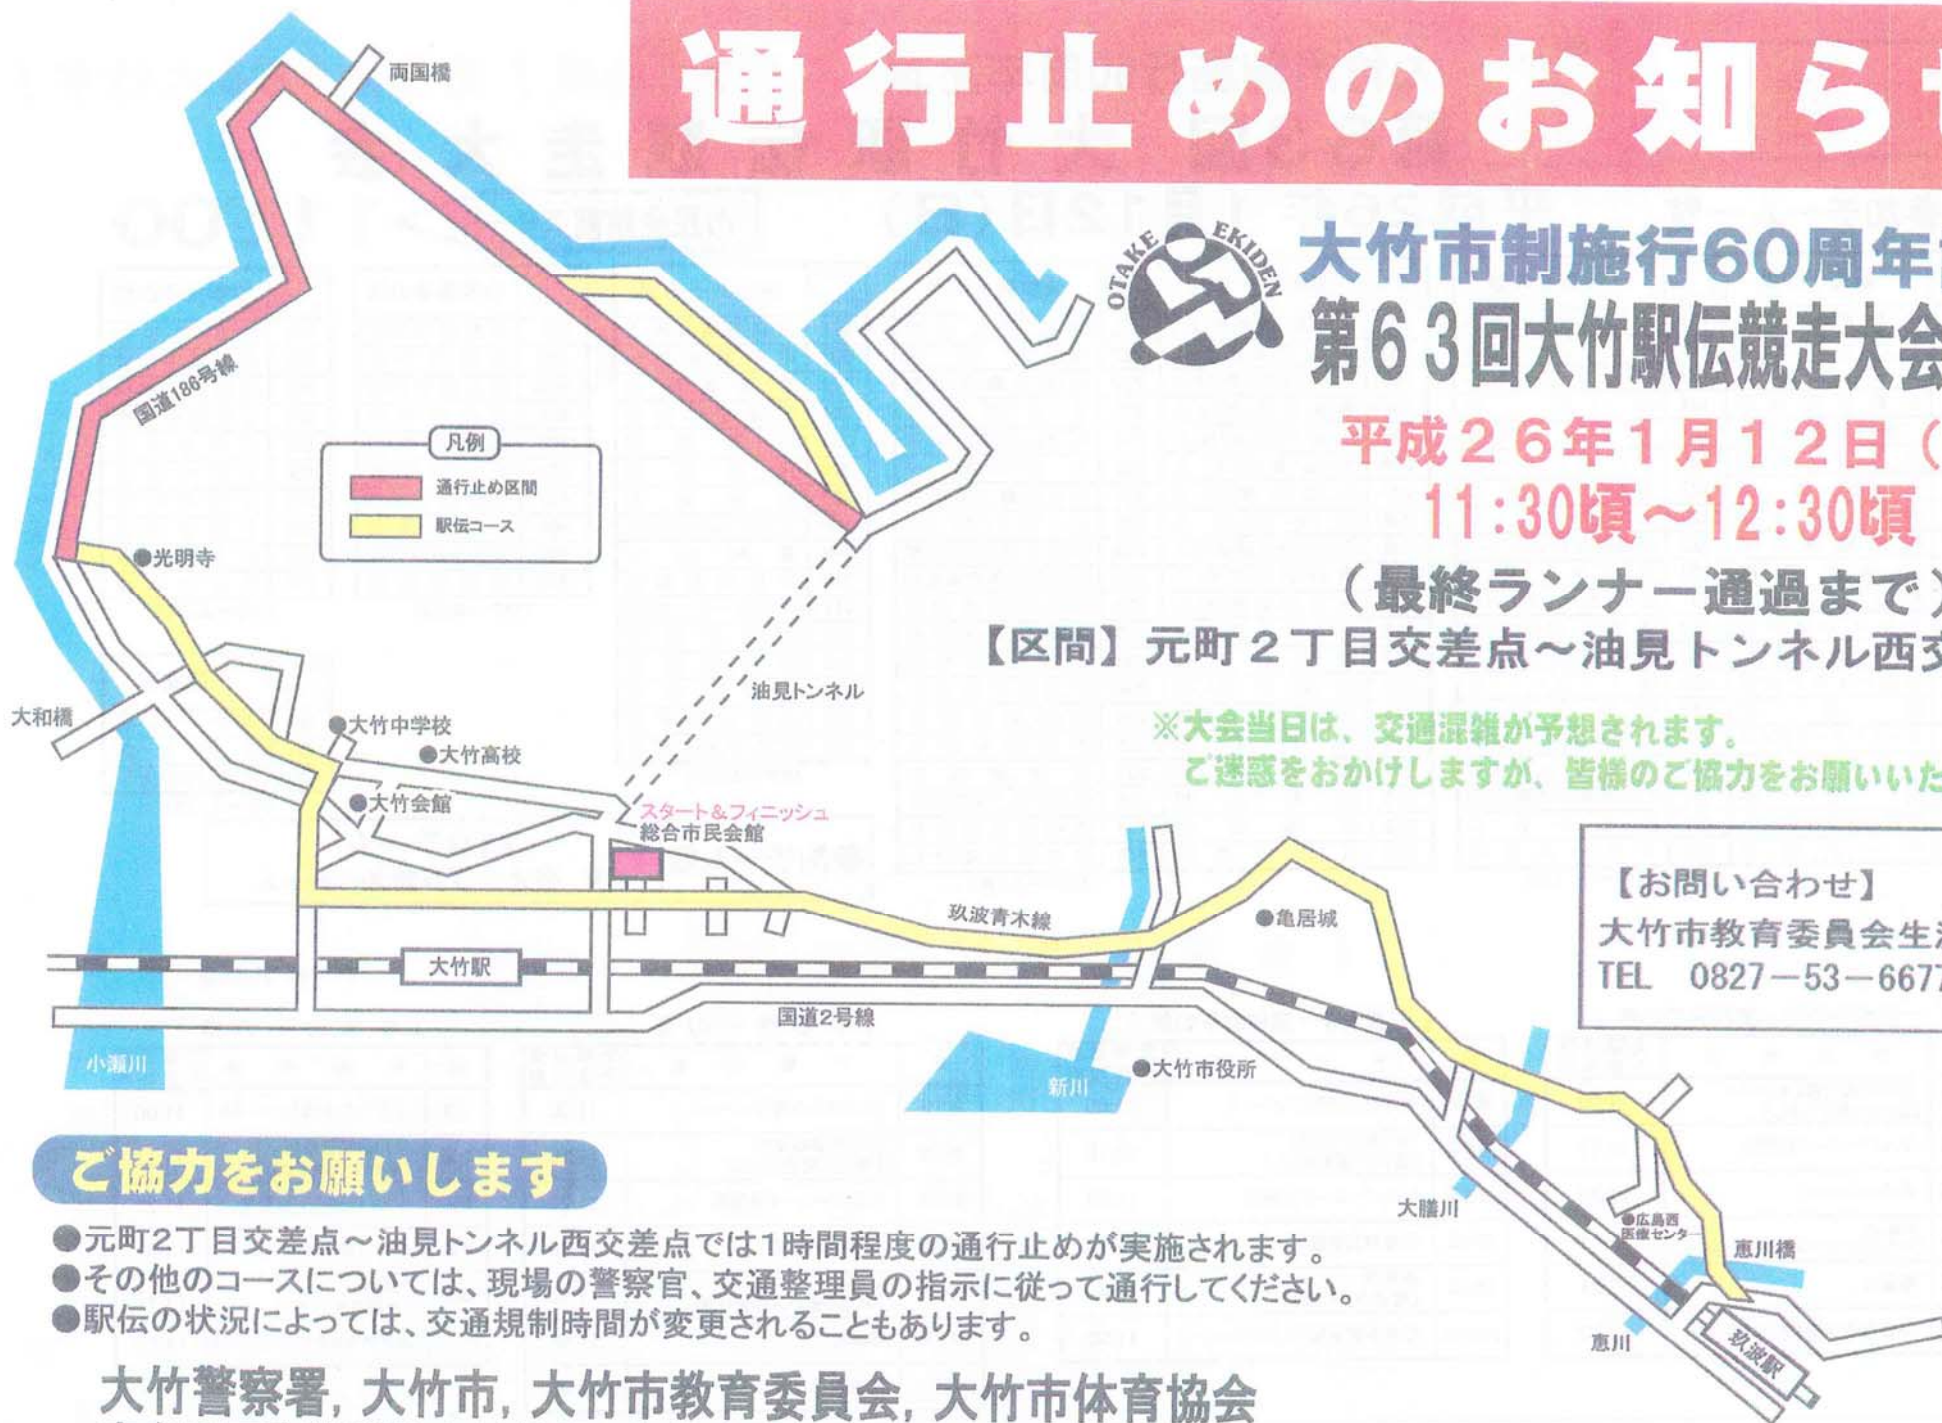 通行止めのお知らせ
OTAKE EKIDEN
大竹市制施行60周年
第63回大竹駅伝競走大会
平成26年1月12日(
11:30頃~12:30頃
(最終ランナー通過まで)
【区間】元町2丁目交差点~油見トンネル西交
※大会当日は、交通混雑が予想されます。
ご迷惑をおかけしますが、皆様のご協力をお願いいた
【お問い合わせ】
大竹市教育委員会生
TEL 0827-53-6677
両国橋
国道186号線
凡例
通行止め区間
駅伝コース
●光明寺
油見トンネル
大和橋
●大竹中学校
●大竹高校
●大竹会館
スタート&フィニッシュ
総合市民会館
玖波青木線
●亀居城
大竹駅
国道2号線
小瀬川
新川
●大竹市役所
大膳川
●広島西
医療センター
恵川橋
恵川
玖波駅
ご協力をお願いします
●元町2丁目交差点~油見トンネル西交差点では1時間程度の通行止めが実施されます。
●その他のコースについては、現場の警察官、交通整理員の指示に従って通行してください。
●駅伝の状況によっては、交通規制時間が変更されることもあります。
大竹警察署, 大竹市, 大竹市教育委員会, 大竹市体育協会